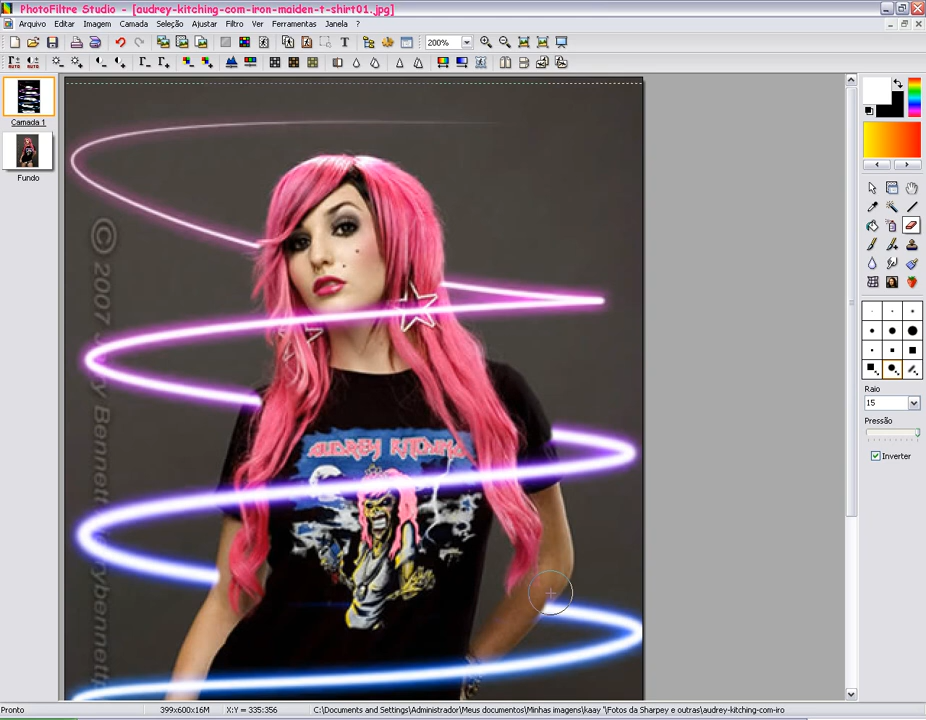 PhotoFiltre Studio - [audrey-kitching-com-iron-maiden-t-shirt01.jpg]
Arquivo Editar Imagem Camada Seleção Ajustar Filtro Ver Ferramentas Janela ?
200%
Camada 1
Fundo
© 2007
AUDREY KITCHING
Raio
15
Pressão
Inverter
Pronto
399x600x16M
X:Y = 335:356
C:\Documents and Settings\Administrador\Meus documentos\Minhas imagens\kaay '\Fotos da Sharpey e outras\audrey-kitching-com-iro